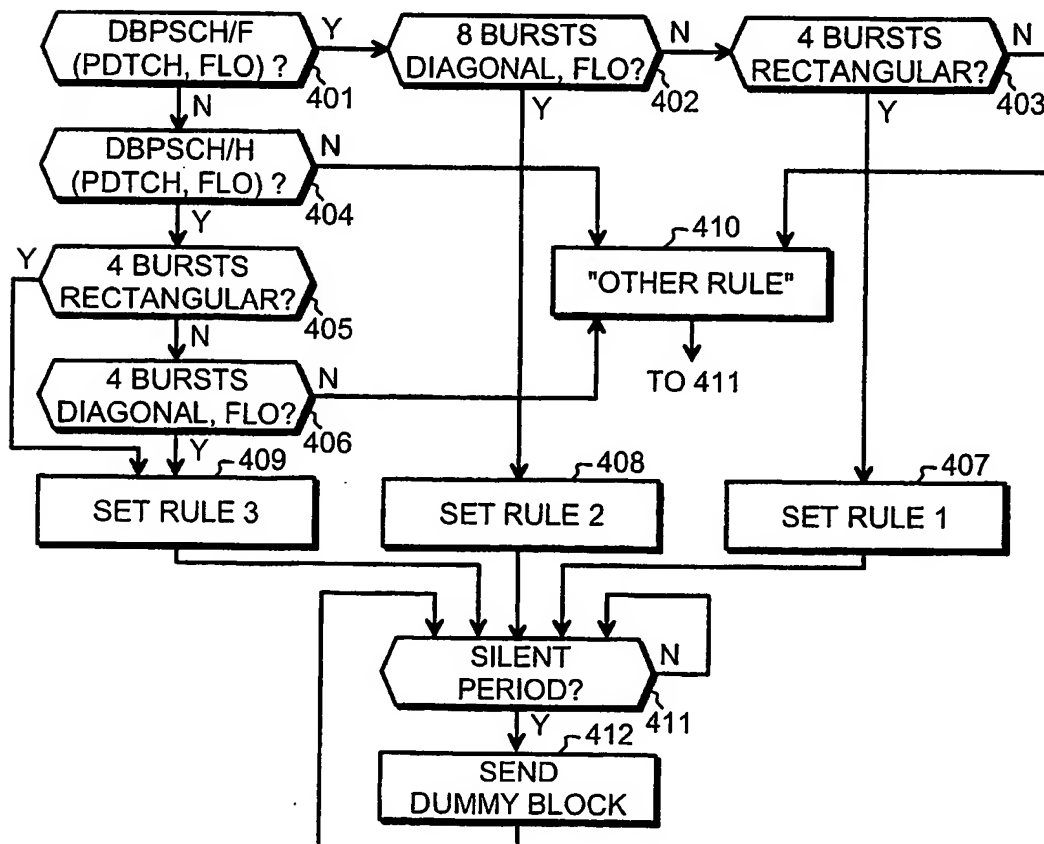 DBPSCH/F
(PDTCH, FLO) ?
401
Y
N
8 BURSTS
DIAGONAL, FLO?
402
N
Y
4 BURSTS
RECTANGULAR?
403
N
Y
DBPSCH/H
(PDTCH, FLO) ?
404
N
Y
4 BURSTS
RECTANGULAR?
405
Y
N
4 BURSTS
DIAGONAL, FLO?
406
N
Y
410
"OTHER RULE"
TO 411
409
SET RULE 3
408
SET RULE 2
407
SET RULE 1
SILENT
PERIOD?
411
N
Y
412
SEND
DUMMY BLOCK